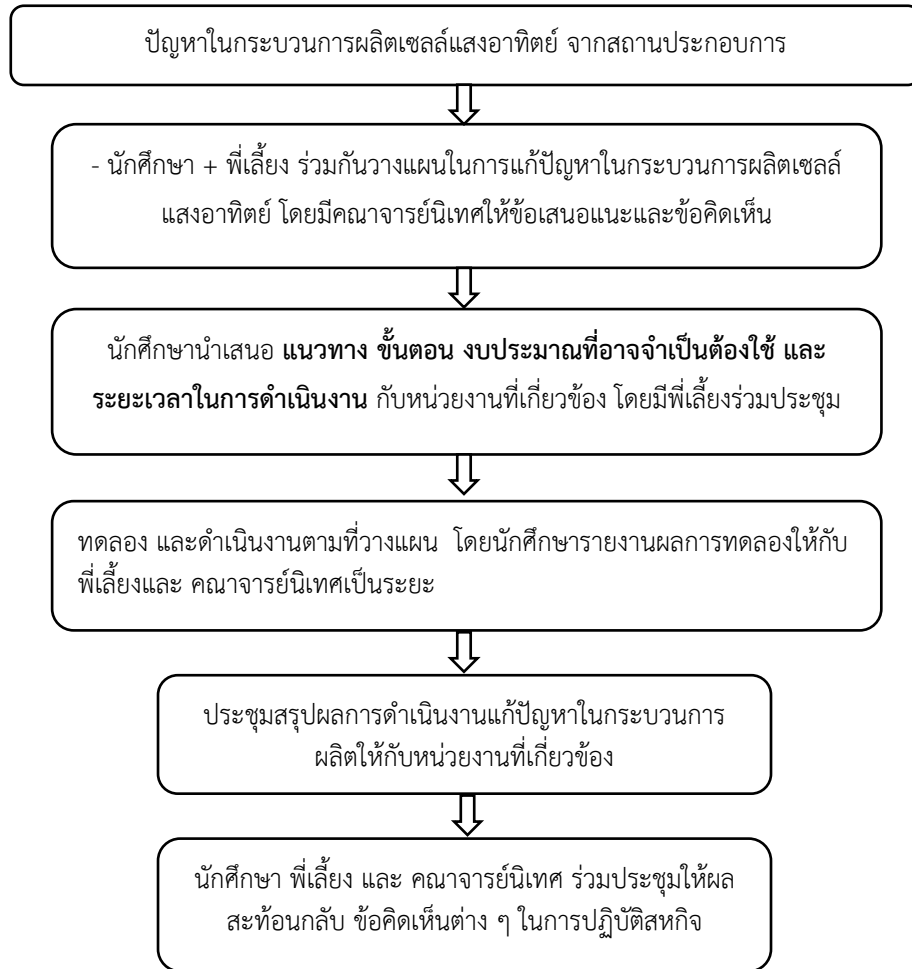 ปัญหาในกระบวนการผลิตเซลล์แสงอาทิตย์ จากสถานประกอบการ
- นักศึกษา + พี่เลี้ยง ร่วมกันวางแผนในการแก้ปัญหาในกระบวนการผลิตเซลล์
แสงอาทิตย์ โดยมีคณาจารย์นิเทศให้ข้อเสนอแนะและข้อคิดเห็น
นักศึกษานำเสนอ แนวทาง ขั้นตอน งบประมาณที่อาจจำเป็นต้องใช้ และ
ระยะเวลาในการดำเนินงาน กับหน่วยงานที่เกี่ยวข้อง โดยมีพี่เลี้ยงร่วมประชุม
ทดลอง และดำเนินงานตามที่วางแผน โดยนักศึกษารายงานผลการทดลองให้กับ
พี่เลี้ยงและ คณาจารย์นิเทศเป็นระยะ
ประชุมสรุปผลการดำเนินงานแก้ปัญหาในกระบวนการ
ผลิตให้กับหน่วยงานที่เกี่ยวข้อง
นักศึกษา พี่เลี้ยง และ คณาจารย์นิเทศ ร่วมประชุมให้ผล
สะท้อนกลับ ข้อคิดเห็นต่าง ๆ ในการปฏิบัติสหกิจ